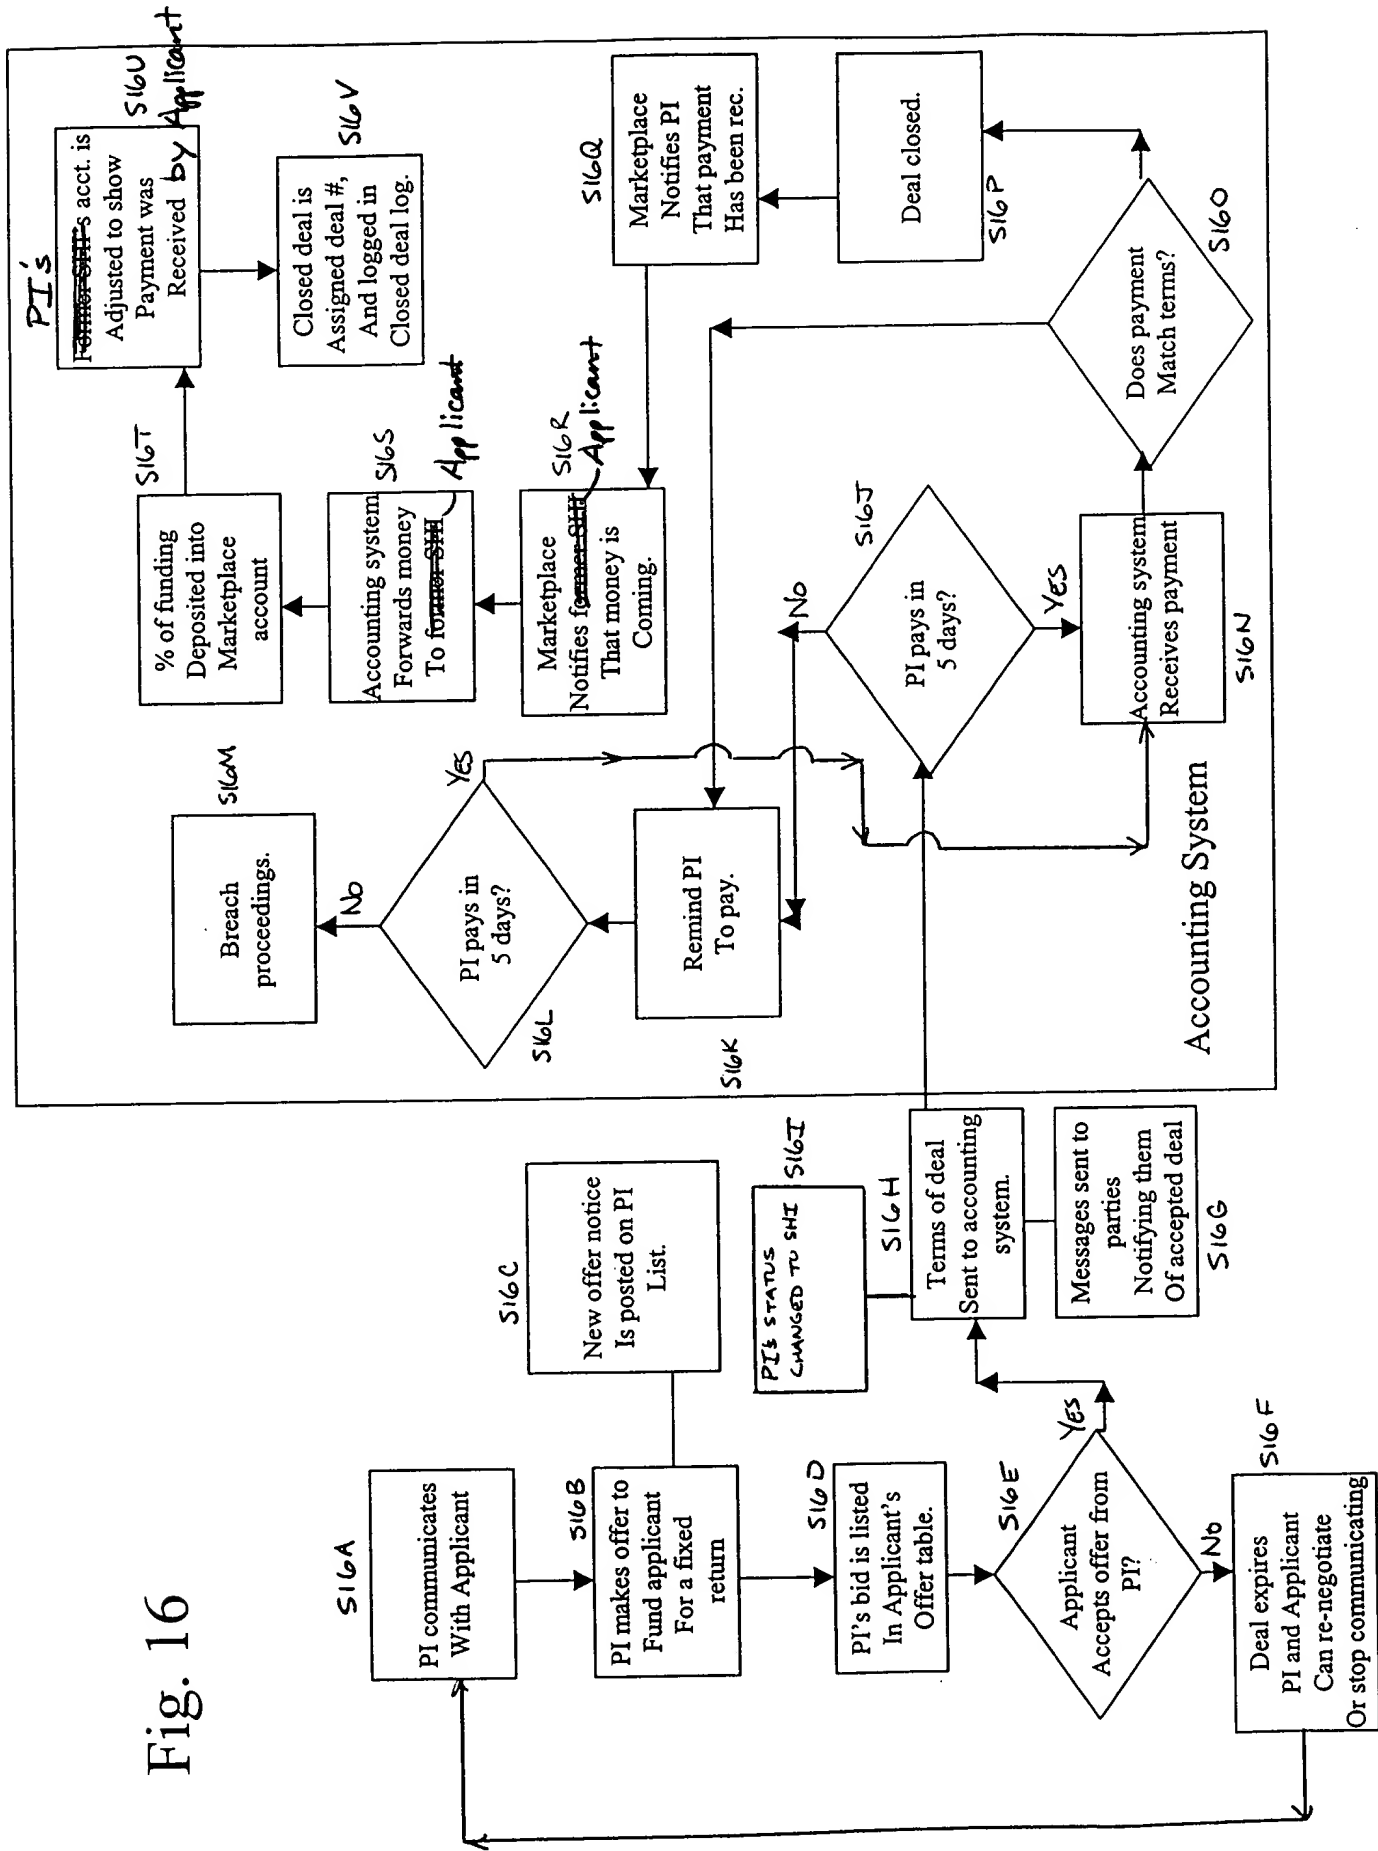 Fig. 16
S16A
PI communicates
With Applicant
S16B
PI makes offer to
Fund applicant
For a fixed
return
S16C
New offer notice
Is posted on PI
List.
S16D
PI's bid is listed
In Applicant's
Offer table.
S16E
Applicant
Accepts offer from
PI?
Yes
No
S16F
Deal expires
PI and Applicant
Can re-negotiate
Or stop communicating
S16I
PI's STATUS
CHANGED TO SHI
S16H
Terms of deal
Sent to accounting
system.
Messages sent to
parties
Notifying them
Of accepted deal
S16G
Accounting System
S16J
PI pays in
5 days?
No
Yes
S16K
Remind PI
To pay.
S16L
PI pays in
5 days?
Yes
No
S16M
Breach
proceedings.
Accounting system
Receives payment
S16N
Does payment
Match terms?
S16O
Deal closed.
S16P
S16Q
Marketplace
Notifies PI
That payment
Has been rec.
S16R
Marketplace
Notifies former SHI Applicant
That money is
Coming.
S16S
Accounting system
Forwards money
To former SIH Applicant
S16T
% of funding
Deposited into
Marketplace
account
PI's
S16U
Former SHI's acct. is
Adjusted to show
Payment was
Received by Applicant
S16V
Closed deal is
Assigned deal #,
And logged in
Closed deal log.